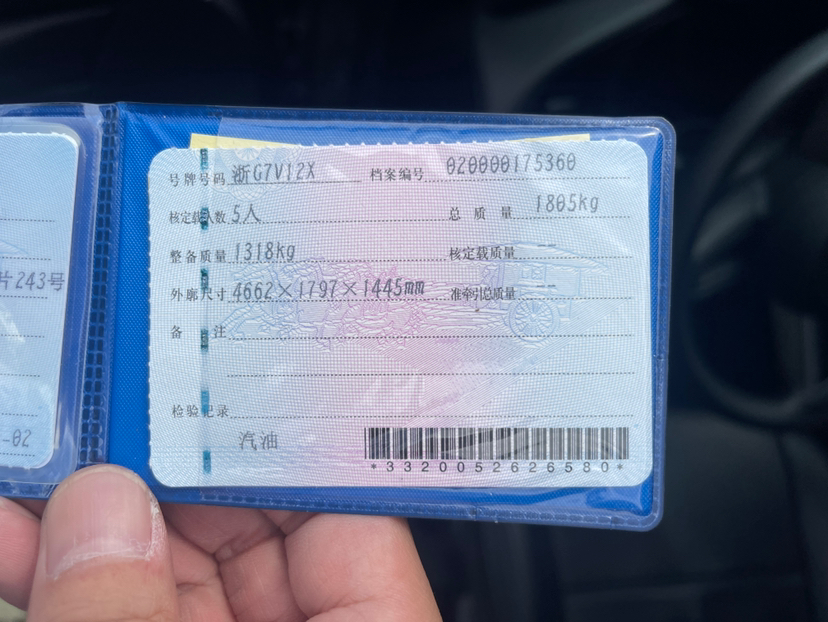 号牌号码 浙G7V12X 档案编号 020000175360
核定载人数 5人 总质量 1805kg
整备质量 1318kg 核定载质量 --
外廓尺寸 4662×1797×1445mm 准牵引总质量 --
备注
检验记录
汽油
*3320052626580*
片243号
-02